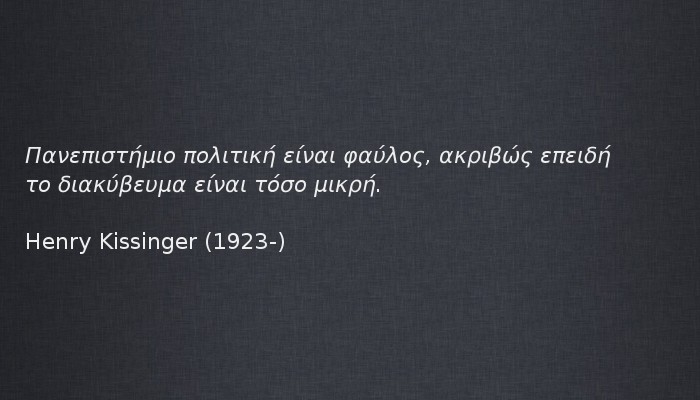 Πανεπιστήμιο πολιτική είναι φαύλος, ακριβώς επειδή
το διακύβευμα είναι τόσο μικρή.
Henry Kissinger (1923-)